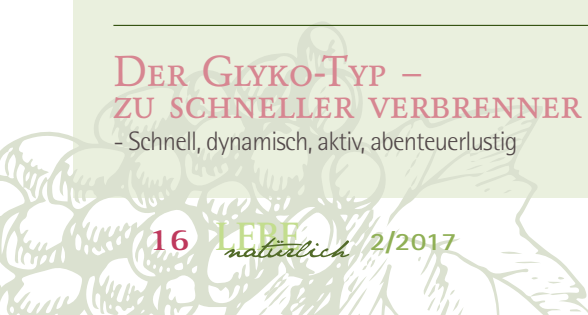 Der Glyko-Typ –
zu schneller verbrenner
- Schnell, dynamisch, aktiv, abenteuerlustig
16 LEBE natürlich 2/2017